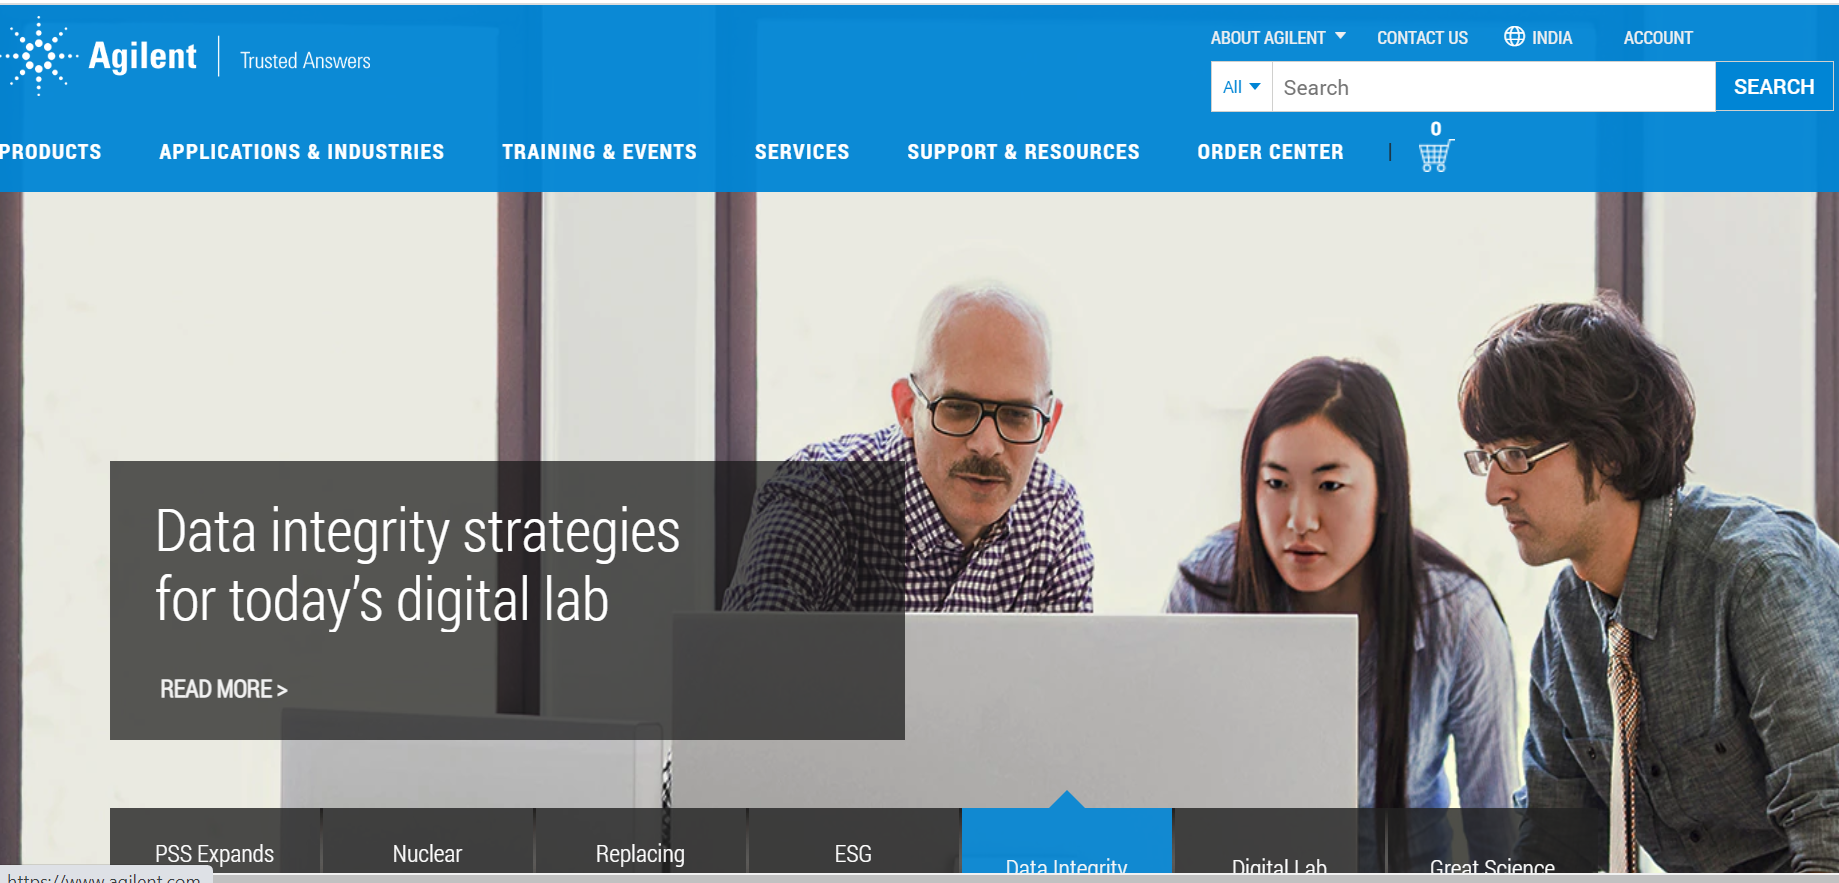 Agilent | Trusted Answers
ABOUT AGILENT CONTACT US INDIA ACCOUNT
All Search SEARCH
0
PRODUCTS APPLICATIONS & INDUSTRIES TRAINING & EVENTS SERVICES SUPPORT & RESOURCES ORDER CENTER |
Data integrity strategies
for today’s digital lab
READ MORE >
PSS Expands Nuclear Replacing ESG Data Integrity Digital Lab Great Science
https://www.agilent.com